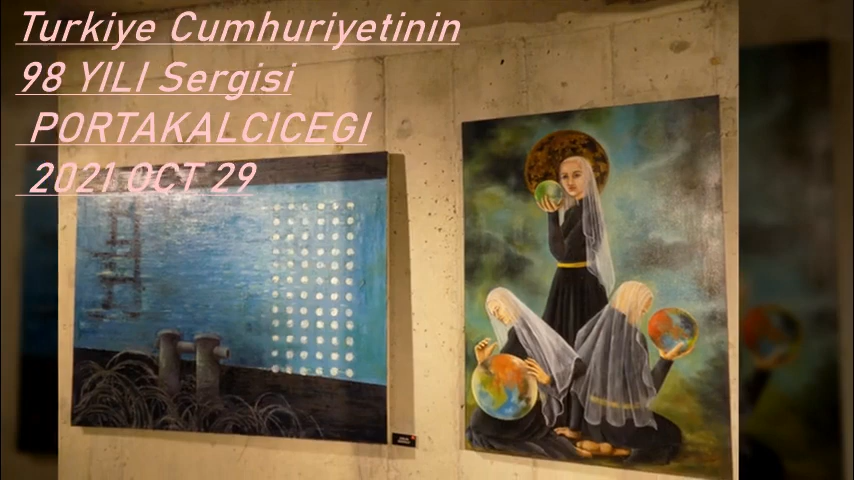 Turkiye Cumhuriyetinin
98 YILI Sergisi
PORTAKALCICEGI
2021 OCT 29